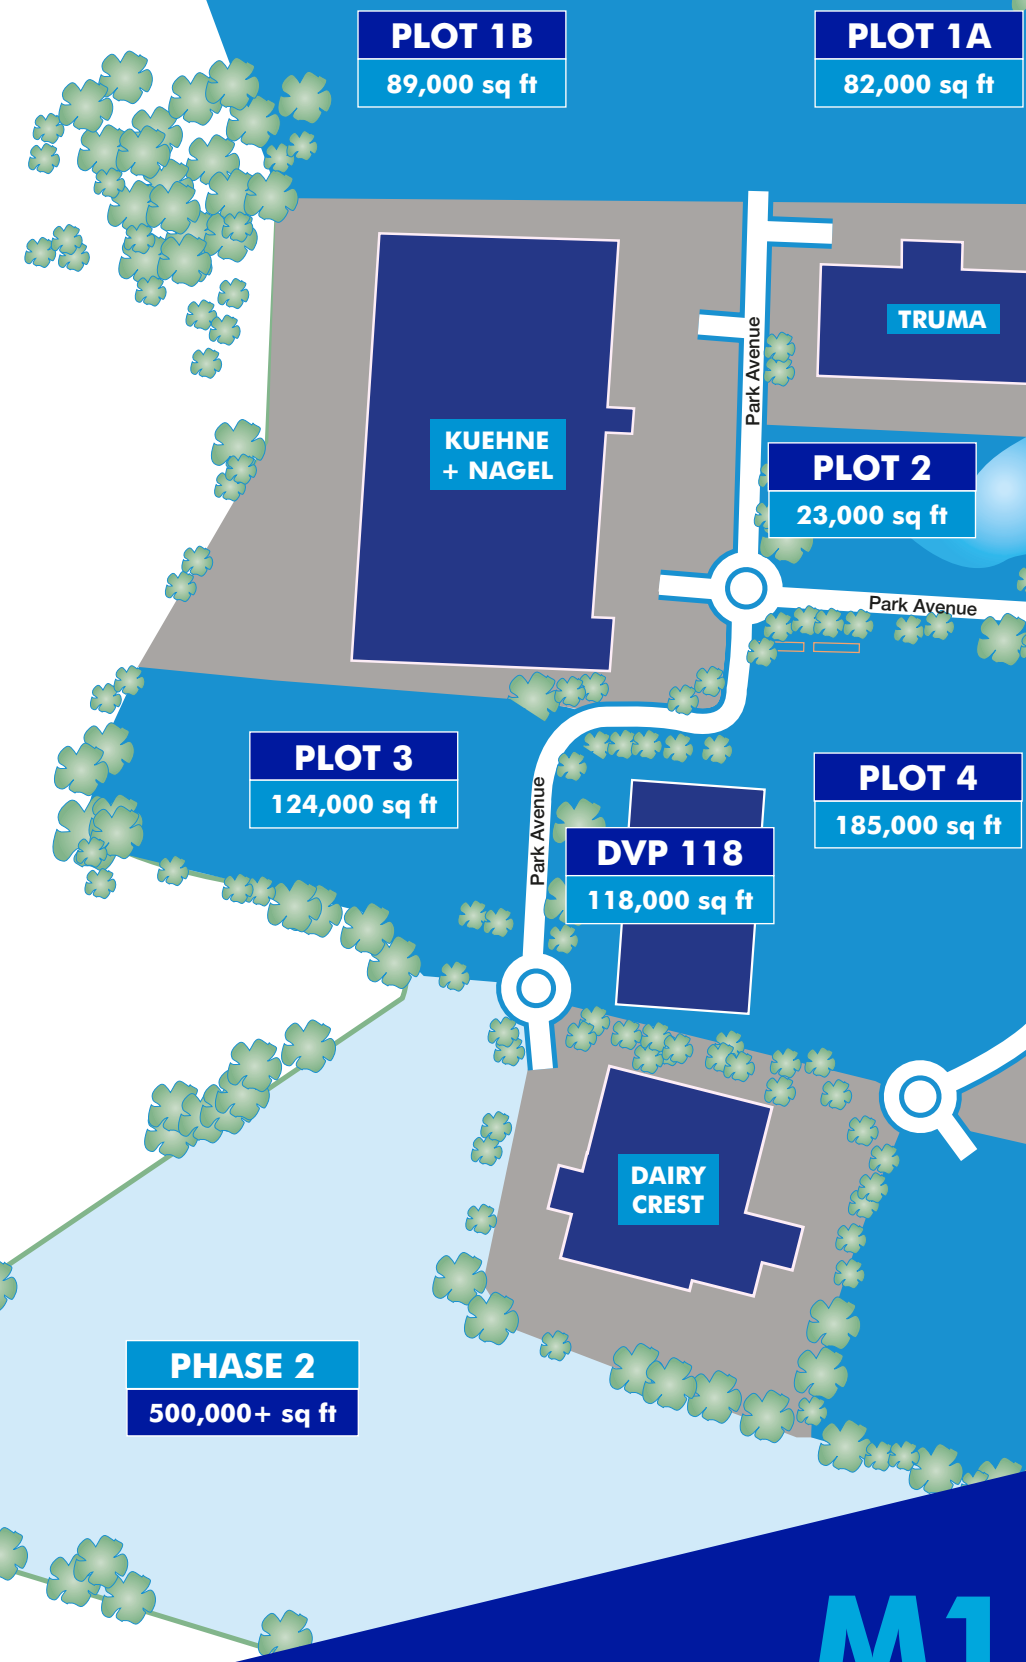 PLOT 1B
89,000 sq ft
PLOT 1A
82,000 sq ft
TRUMA
Park Avenue
KUEHNE
+ NAGEL
PLOT 2
23,000 sq ft
Park Avenue
PLOT 3
124,000 sq ft
Park Avenue
PLOT 4
185,000 sq ft
DVP 118
118,000 sq ft
DAIRY
CREST
PHASE 2
500,000+ sq ft
M1